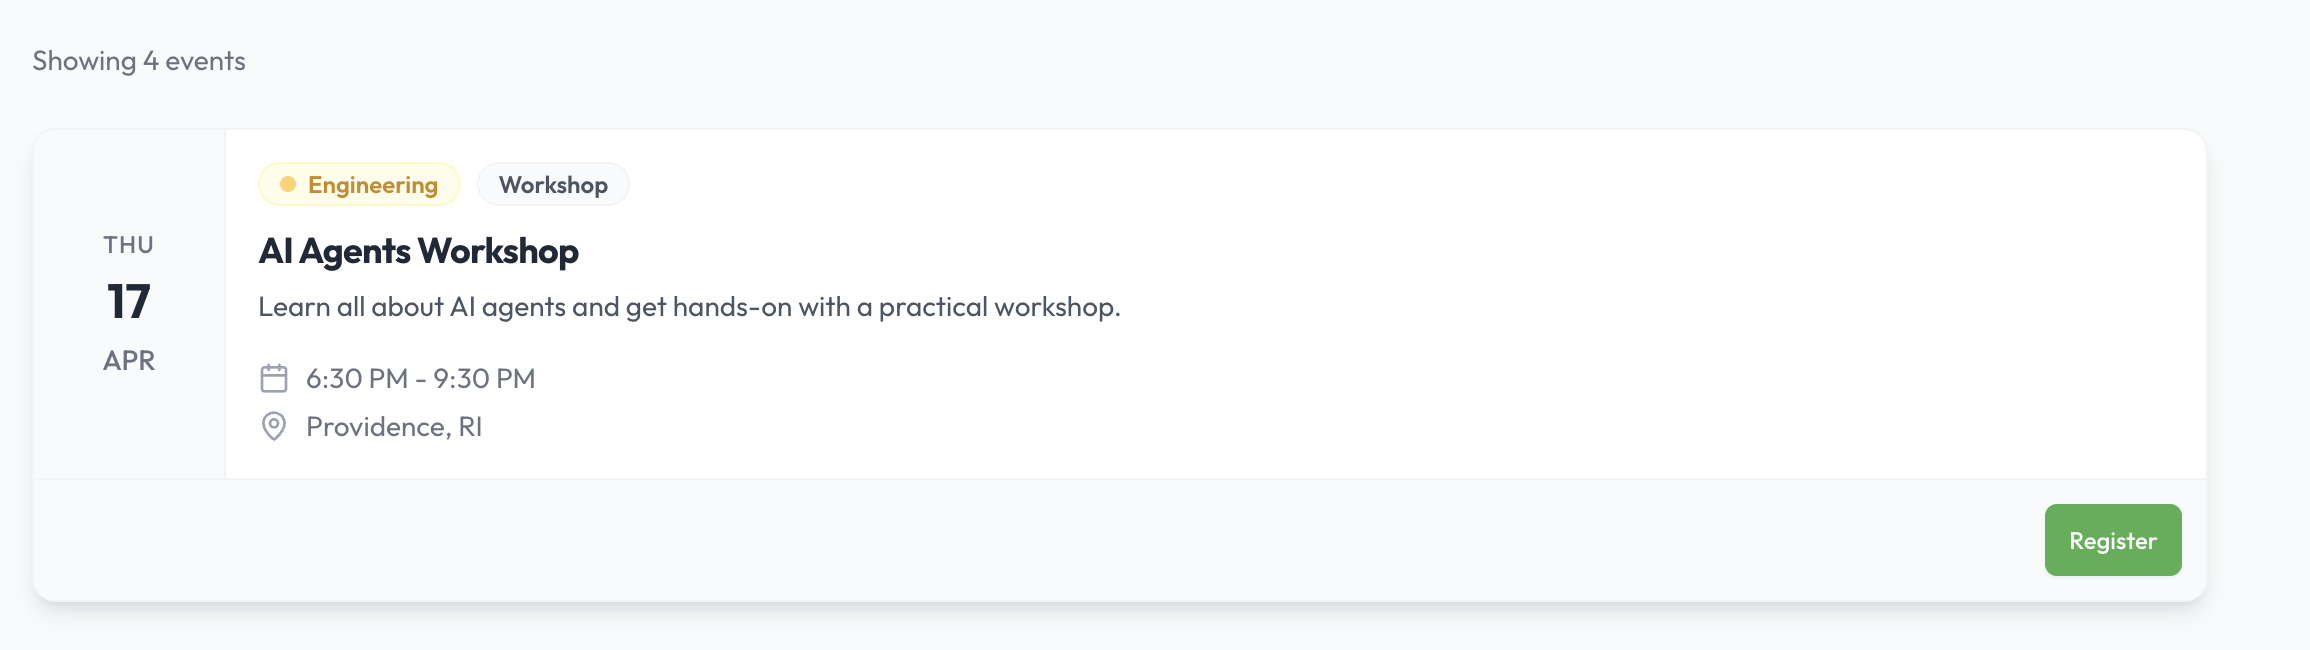 Showing 4 events
THU
17
APR
Engineering Workshop
AI Agents Workshop
Learn all about AI agents and get hands-on with a practical workshop.
6:30 PM - 9:30 PM
Providence, RI
Register